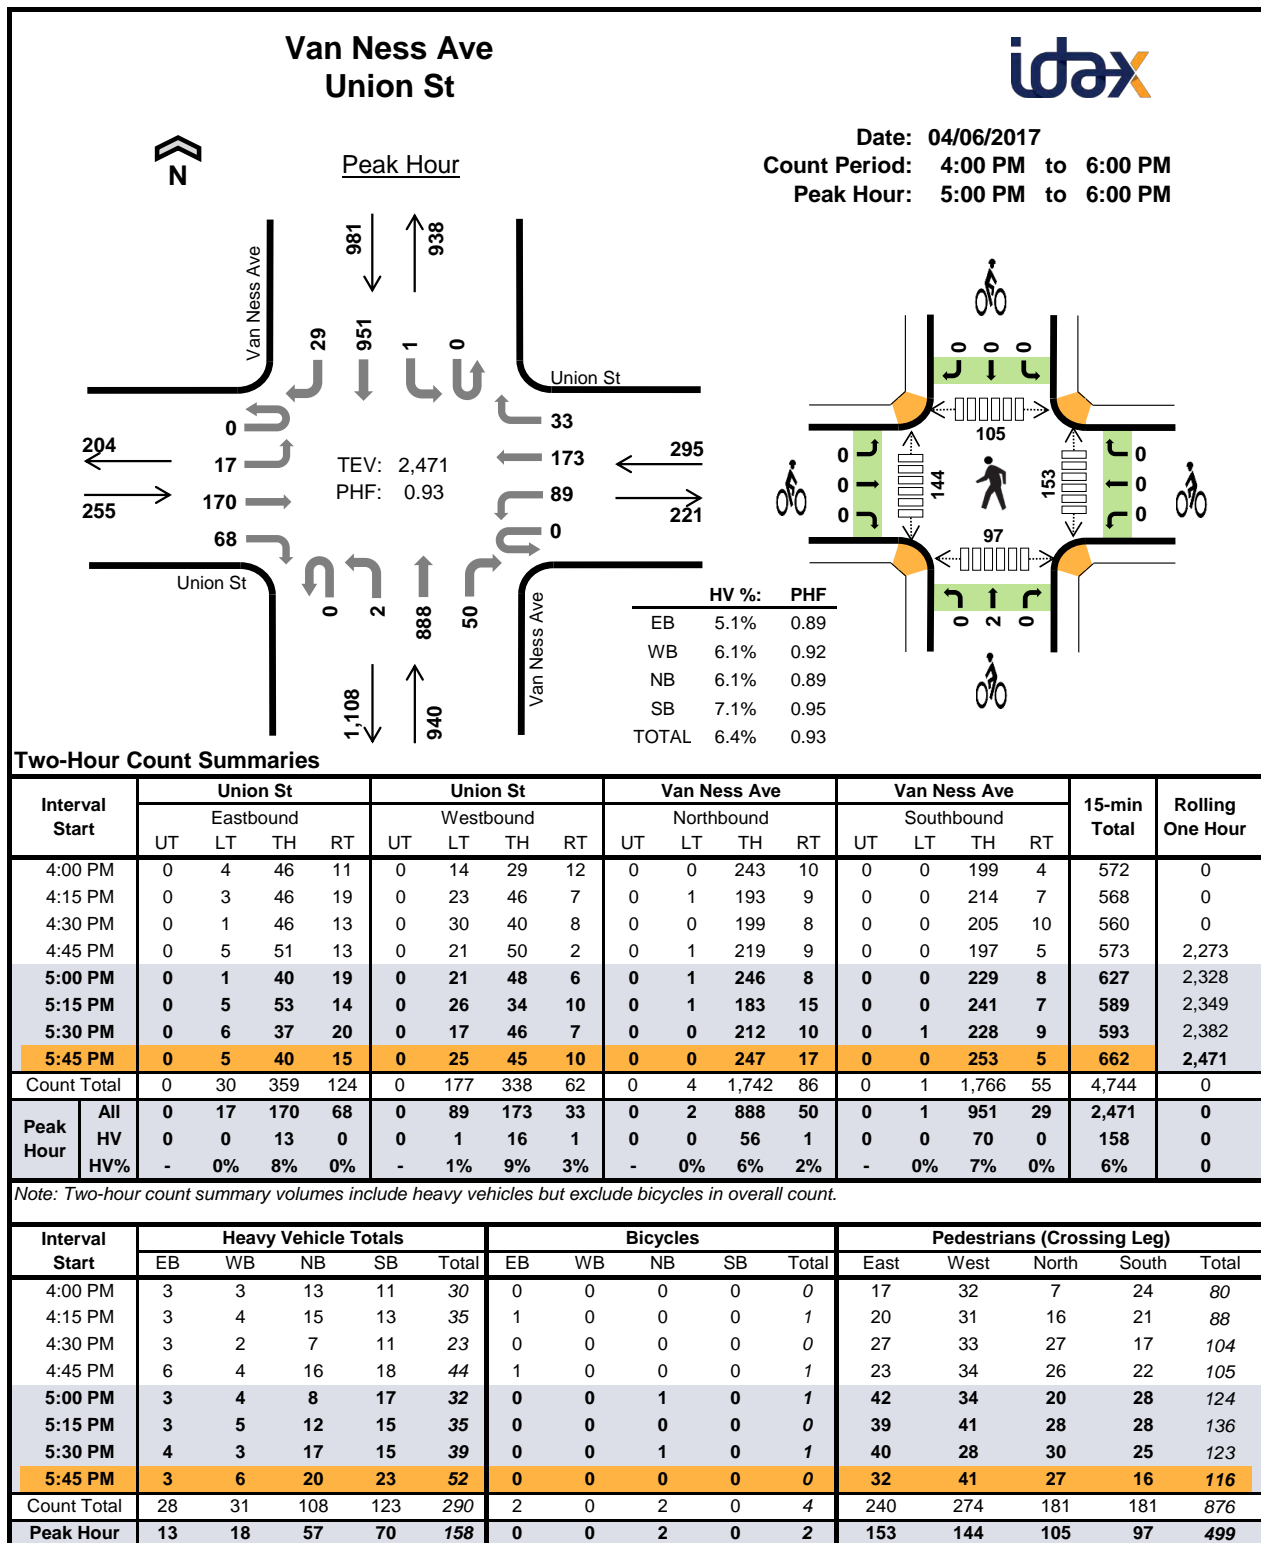 Van Ness Ave
Union St
idax
N
Peak Hour
Date: 04/06/2017
Count Period: 4:00 PM to 6:00 PM
Peak Hour: 5:00 PM to 6:00 PM
981 938
Van Ness Ave
29 951 1 0
Union St
0 33
204 17 TEV: 2,471 173 295
255 170 PHF: 0.93 89 221
68 0
Union St
0 2 888 50
Van Ness Ave
1,108 940
0 0 0
105
0 144 153 0
0 0
0 0
97
0 2 0
HV %: PHF
EB 5.1% 0.89
WB 6.1% 0.92
NB 6.1% 0.89
SB 7.1% 0.95
TOTAL 6.4% 0.93
Two-Hour Count Summaries
Interval Start Union St Union St Van Ness Ave Van Ness Ave 15-min Total Rolling One Hour
Eastbound Westbound Northbound Southbound
UT LT TH RT UT LT TH RT UT LT TH RT UT LT TH RT
4:00 PM 0 4 46 11 0 14 29 12 0 0 243 10 0 0 199 4 572 0
4:15 PM 0 3 46 19 0 23 46 7 0 1 193 9 0 0 214 7 568 0
4:30 PM 0 1 46 13 0 30 40 8 0 0 199 8 0 0 205 10 560 0
4:45 PM 0 5 51 13 0 21 50 2 0 1 219 9 0 0 197 5 573 2,273
5:00 PM 0 1 40 19 0 21 48 6 0 1 246 8 0 0 229 8 627 2,328
5:15 PM 0 5 53 14 0 26 34 10 0 1 183 15 0 0 241 7 589 2,349
5:30 PM 0 6 37 20 0 17 46 7 0 0 212 10 0 1 228 9 593 2,382
5:45 PM 0 5 40 15 0 25 45 10 0 0 247 17 0 0 253 5 662 2,471
Count Total 0 30 359 124 0 177 338 62 0 4 1,742 86 0 1 1,766 55 4,744 0
Peak Hour All 0 17 170 68 0 89 173 33 0 2 888 50 0 1 951 29 2,471 0
HV 0 0 13 0 0 1 16 1 0 0 56 1 0 0 70 0 158 0
HV% - 0% 8% 0% - 1% 9% 3% - 0% 6% 2% - 0% 7% 0% 6% 0
Note: Two-hour count summary volumes include heavy vehicles but exclude bicycles in overall count.
Interval Start Heavy Vehicle Totals Bicycles Pedestrians (Crossing Leg)
EB WB NB SB Total EB WB NB SB Total East West North South Total
4:00 PM 3 3 13 11 30 0 0 0 0 0 17 32 7 24 80
4:15 PM 3 4 15 13 35 1 0 0 0 1 20 31 16 21 88
4:30 PM 3 2 7 11 23 0 0 0 0 0 27 33 27 17 104
4:45 PM 6 4 16 18 44 1 0 0 0 1 23 34 26 22 105
5:00 PM 3 4 8 17 32 0 0 1 0 1 42 34 20 28 124
5:15 PM 3 5 12 15 35 0 0 0 0 0 39 41 28 28 136
5:30 PM 4 3 17 15 39 0 0 1 0 1 40 28 30 25 123
5:45 PM 3 6 20 23 52 0 0 0 0 0 32 41 27 16 116
Count Total 28 31 108 123 290 2 0 2 0 4 240 274 181 181 876
Peak Hour 13 18 57 70 158 0 0 2 0 2 153 144 105 97 499